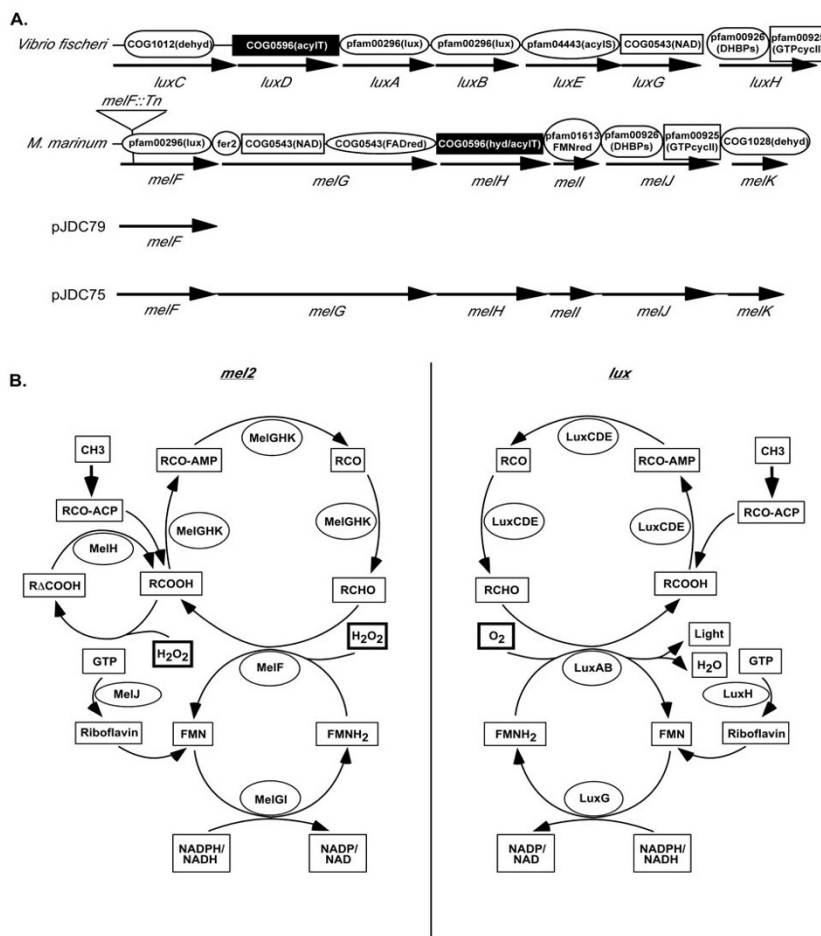 A.
Vibrio fischeri
COG1012(dehyd) COG0596(acylT) pfam00296(lux) pfam00296(lux) pfam04443(acylS) COG0543(NAD) pfam00926 (DHBPs) pfam00925 (GTPcyclI)
luxC luxD luxA luxB luxE luxG luxH
melF::Tn
M. marinum
pfam00296(lux) fer2 COG0543(NAD) COG0543(FADred) COG0596(hyd/acylT) pfam01613 FMNred pfam00926 (DHBPs) pfam00925 (GTPcyclI) COG1028(dehyd)
melF melG melH melI melJ melK
pJDC79
melF
pJDC75
melF melG melH melI melJ melK
B.
mel2
CH3
RCO-ACP
RCO-AMP
MelGHK
RCO
MelGHK
MelGHK
MelH
R∆COOH
RCOOH
RCHO
H2O2
H2O2
GTP
MelJ
MelF
Riboflavin
FMN
FMNH2
MelGI
NADPH/
NADH
NADP/
NAD
lux
LuxCDE
RCO
RCO-AMP
CH3
RCO-ACP
LuxCDE
LuxCDE
RCHO
RCOOH
O2
LuxAB
Light
H2O
GTP
LuxH
FMNH2
FMN
Riboflavin
LuxG
NADP/
NAD
NADPH/
NADH